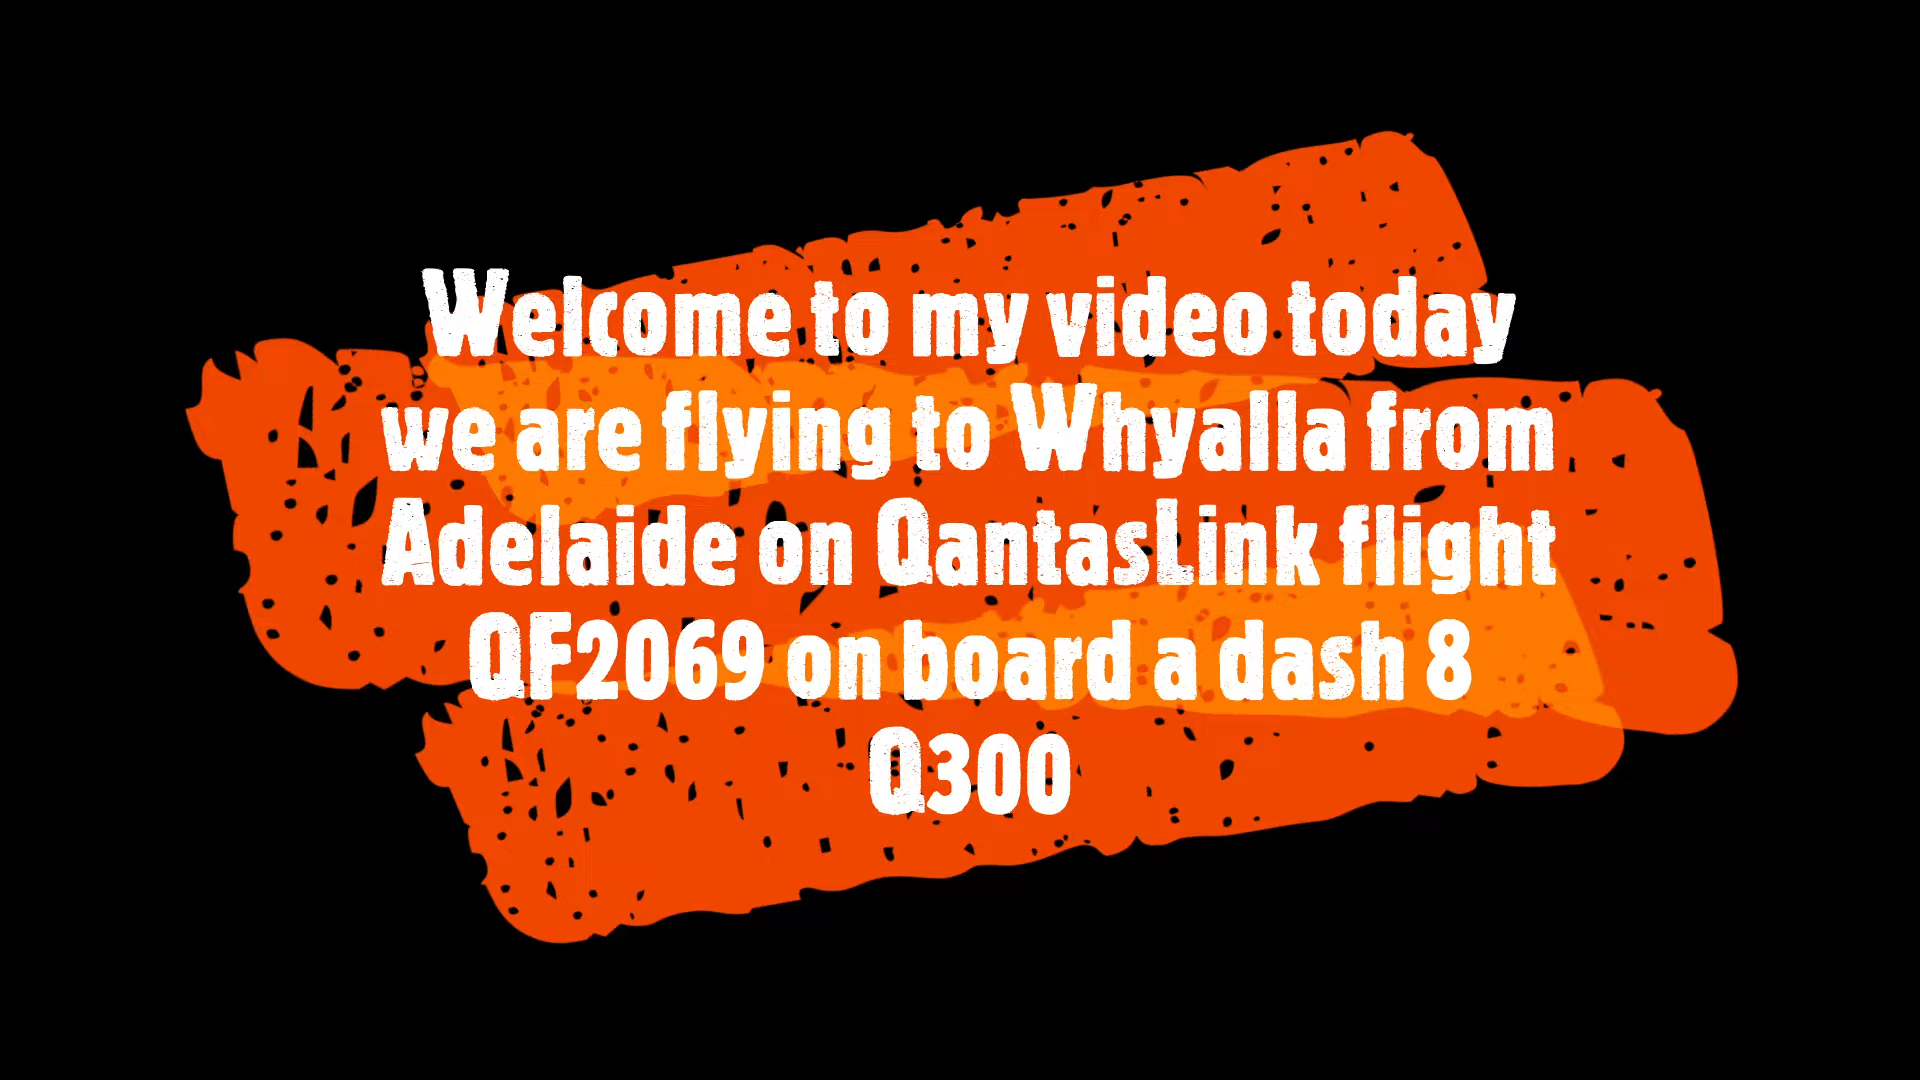 Welcome to my video today
we are flying to Whyalla from
Adelaide on QantasLink flight
QF2069 on board a dash 8
Q300